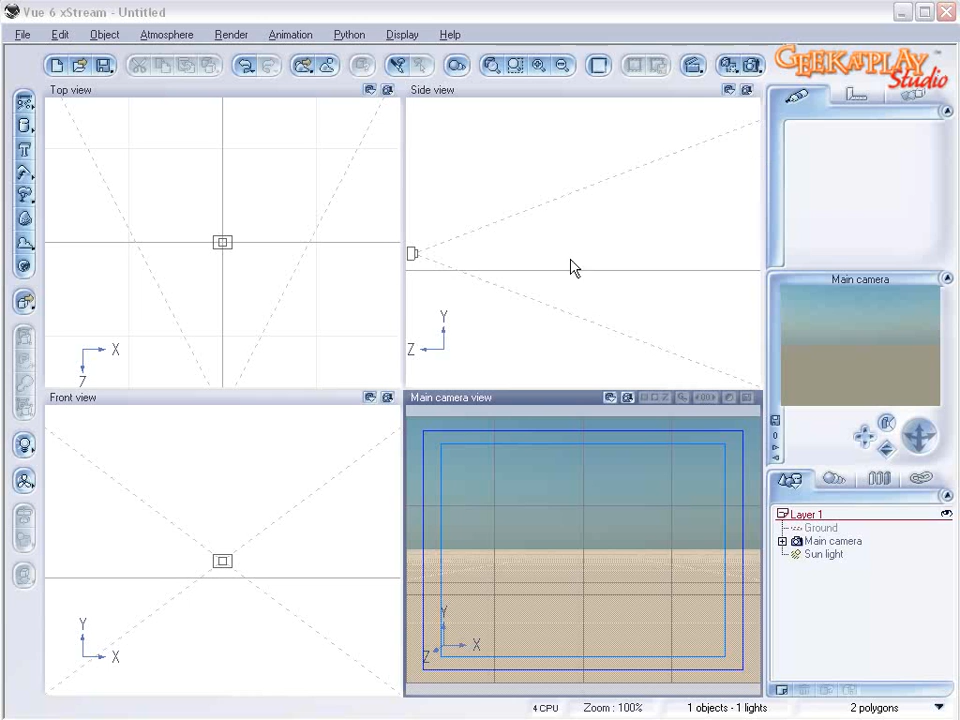 Vue 6 xStream - Untitled
File Edit Object Atmosphere Render Animation Python Display Help
GEEKATPLAY
Studio
Top view
Side view
X
Z
Y
Z
Main camera
Front view
Main camera view
Y
X
Y
X
Z
Layer 1
Ground
Main camera
Sun light
4 CPU Zoom : 100% 1 objects - 1 lights 2 polygons